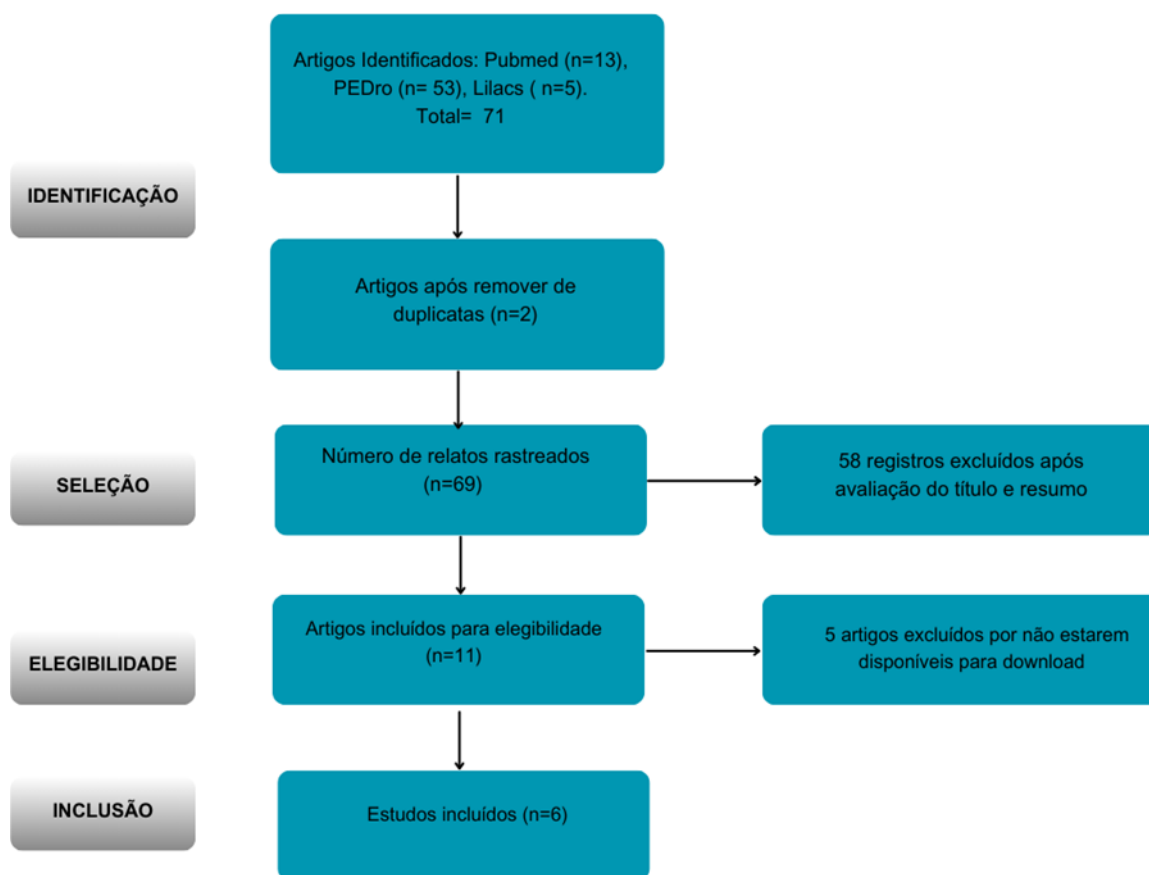 Artigos Identificados: Pubmed (n=13),
PEDro (n= 53), Lilacs ( n=5).
Total= 71
IDENTIFICAÇÃO
Artigos após remover de
duplicatas (n=2)
Número de relatos rastreados
(n=69)
58 registros excluídos após
avaliação do título e resumo
SELEÇÃO
Artigos incluídos para elegibilidade
(n=11)
5 artigos excluídos por não estarem
disponíveis para download
ELEGIBILIDADE
Estudos incluídos (n=6)
INCLUSÃO